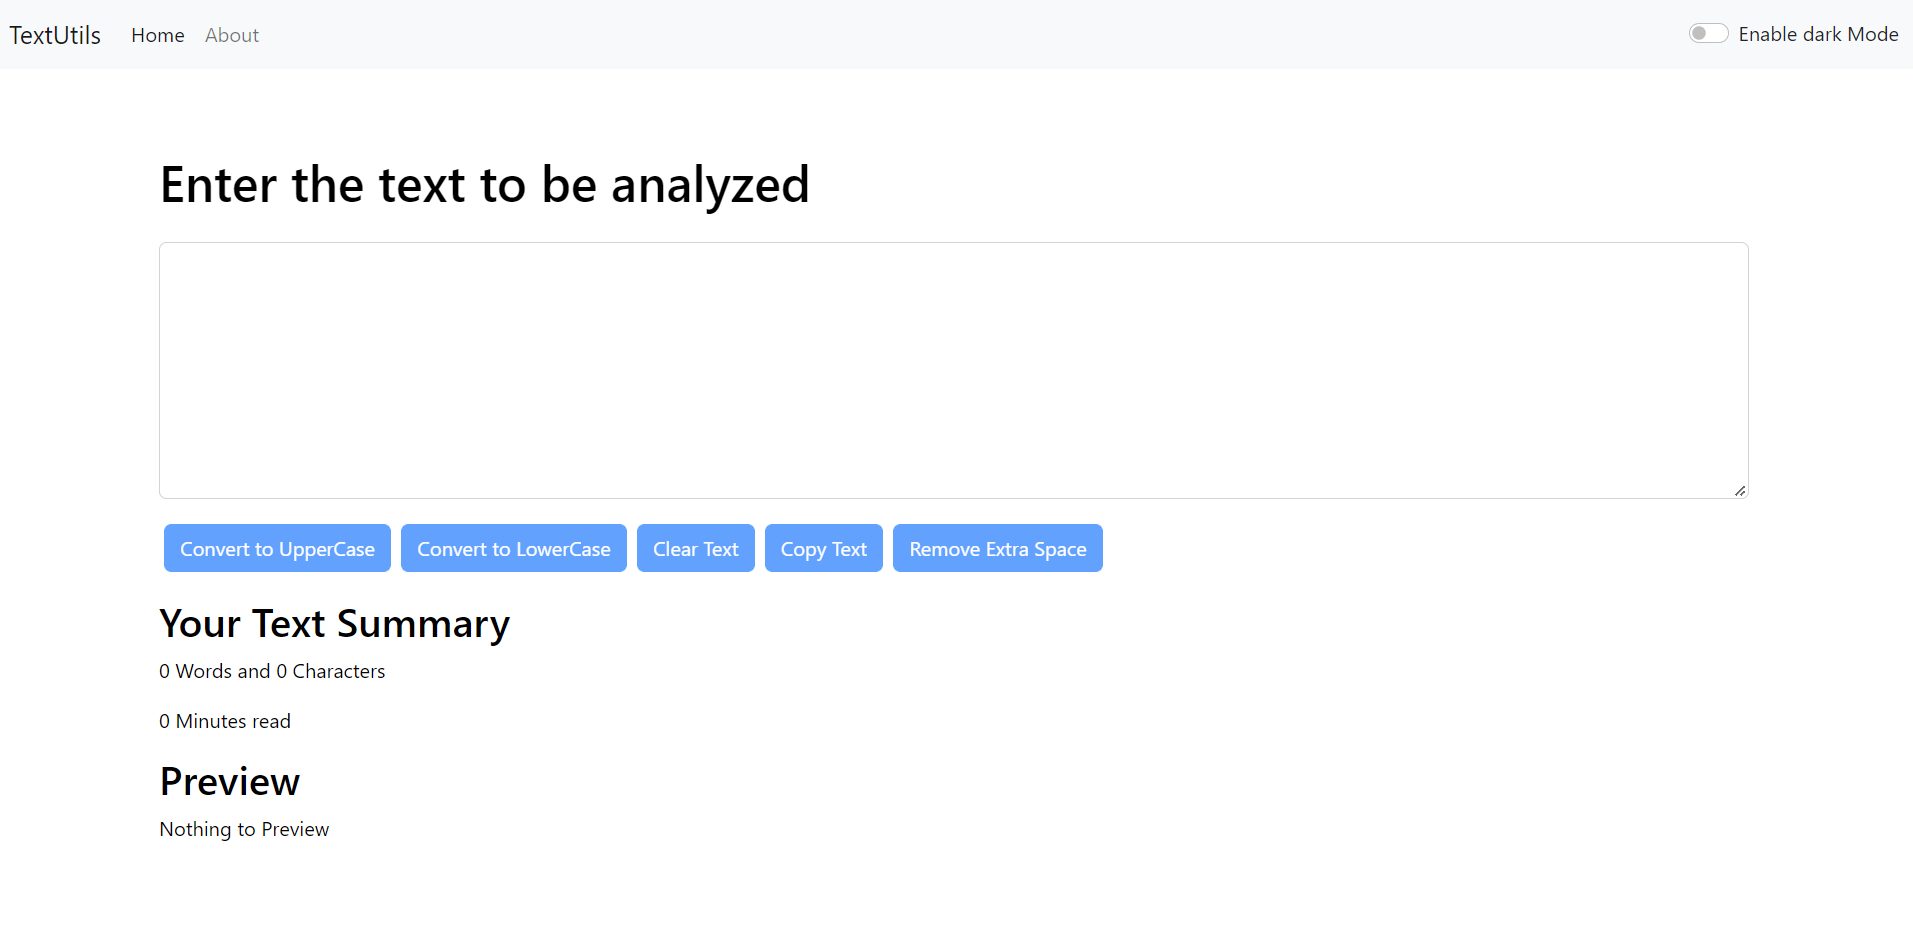 TextUtils Home About Enable dark Mode
Enter the text to be analyzed
Convert to UpperCase Convert to LowerCase Clear Text Copy Text Remove Extra Space
Your Text Summary
0 Words and 0 Characters
0 Minutes read
Preview
Nothing to Preview